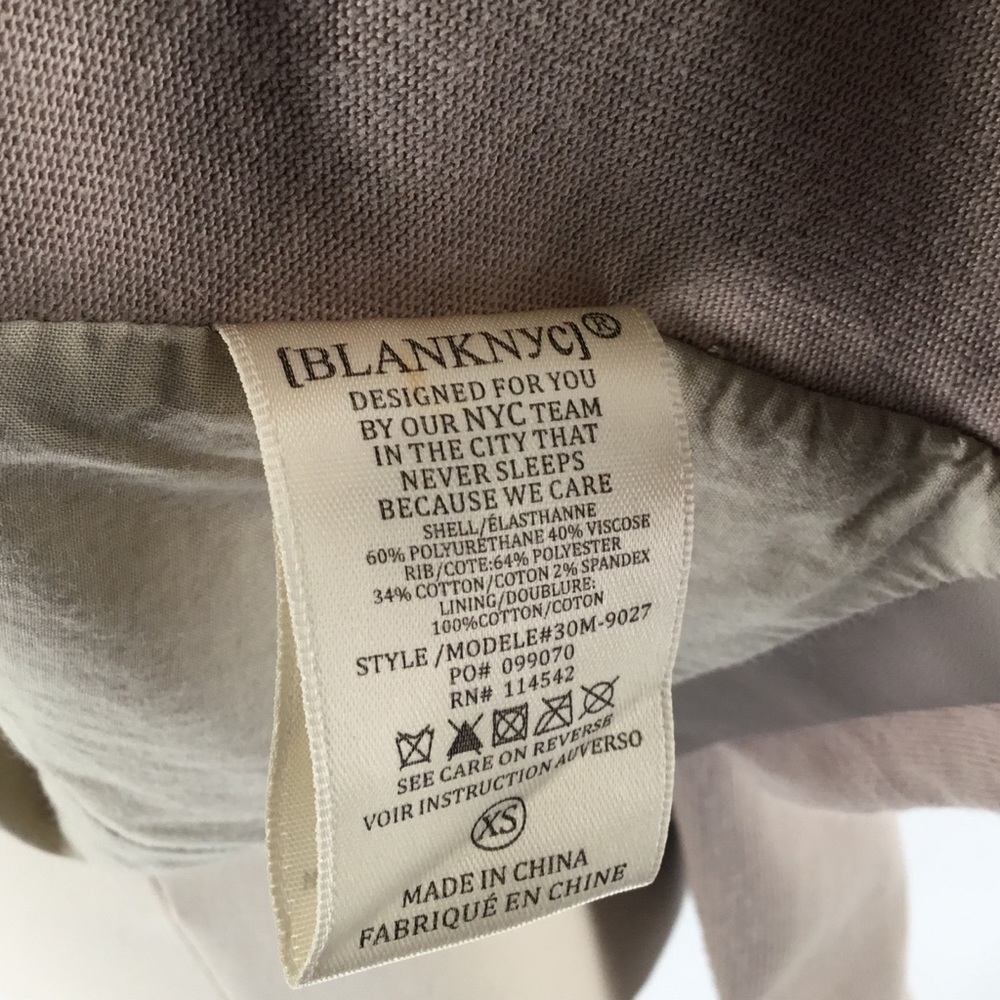 [BLANKNYC]®
DESIGNED FOR YOU
BY OUR NYC TEAM
IN THE CITY THAT
NEVER SLEEPS
BECAUSE WE CARE
SHELL/ÉLASTHANNE
60% POLYURETHANE 40% VISCOSE
RIB/COTE:64% POLYESTER
34% COTTON/COTON 2% SPANDEX
LINING/DOUBLURE:
100%COTTON/COTON
STYLE /MODELE#30M-9027
PO# 099070
RN# 114542
SEE CARE ON REVERSE
VOIR INSTRUCTION AUVERSO
XS
MADE IN CHINA
FABRIQUÉ EN CHINE